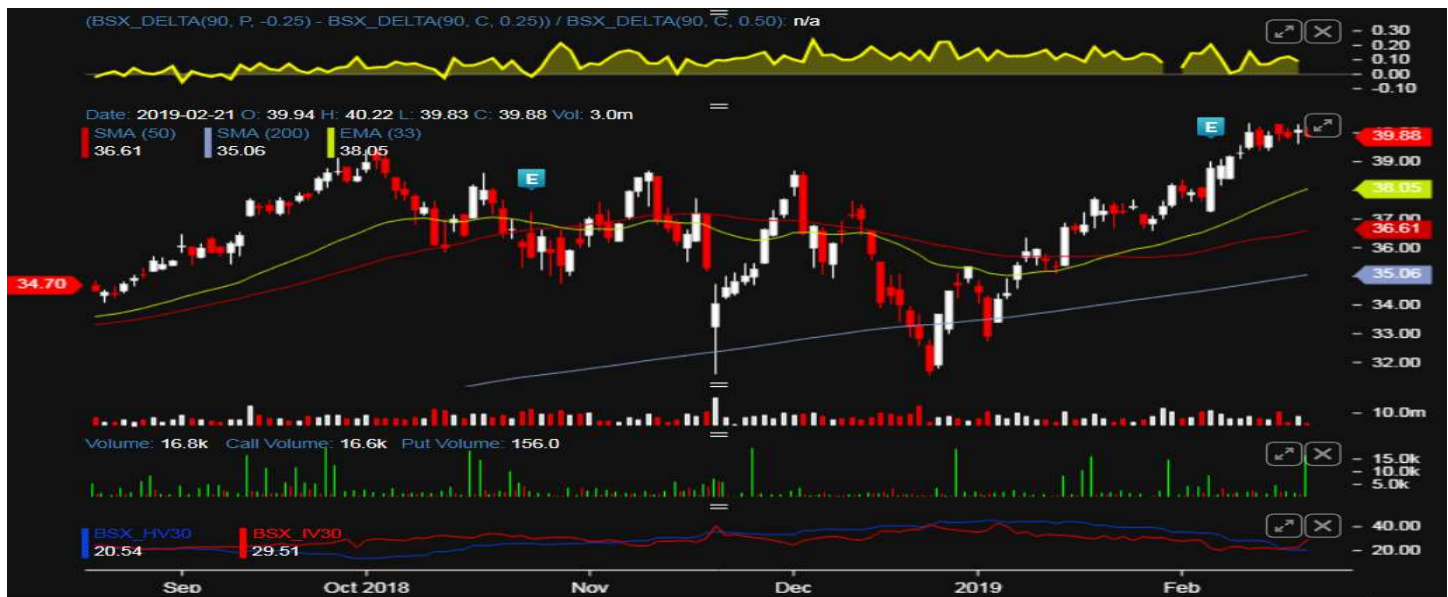 (BSX_DELTA(90, P, -0.25) - BSX_DELTA(90, C, 0.25)) / BSX_DELTA(90, C, 0.50): n/a
0.30
0.20
0.10
0.00
-0.10
Date: 2019-02-21 O: 39.94 H: 40.22 L: 39.83 C: 39.88 Vol: 3.0m
SMA (50) SMA (200) EMA (33)
36.61 35.06 38.05
E
E
39.88
39.00
38.05
37.00
36.61
36.00
35.06
34.70
34.00
33.00
32.00
10.0m
Volume: 16.8k Call Volume: 16.6k Put Volume: 156.0
15.0k
10.0k
5.0k
BSX_HV30 BSX_IV30
20.54 29.51
40.00
20.00
Sep Oct 2018 Nov Dec 2019 Feb